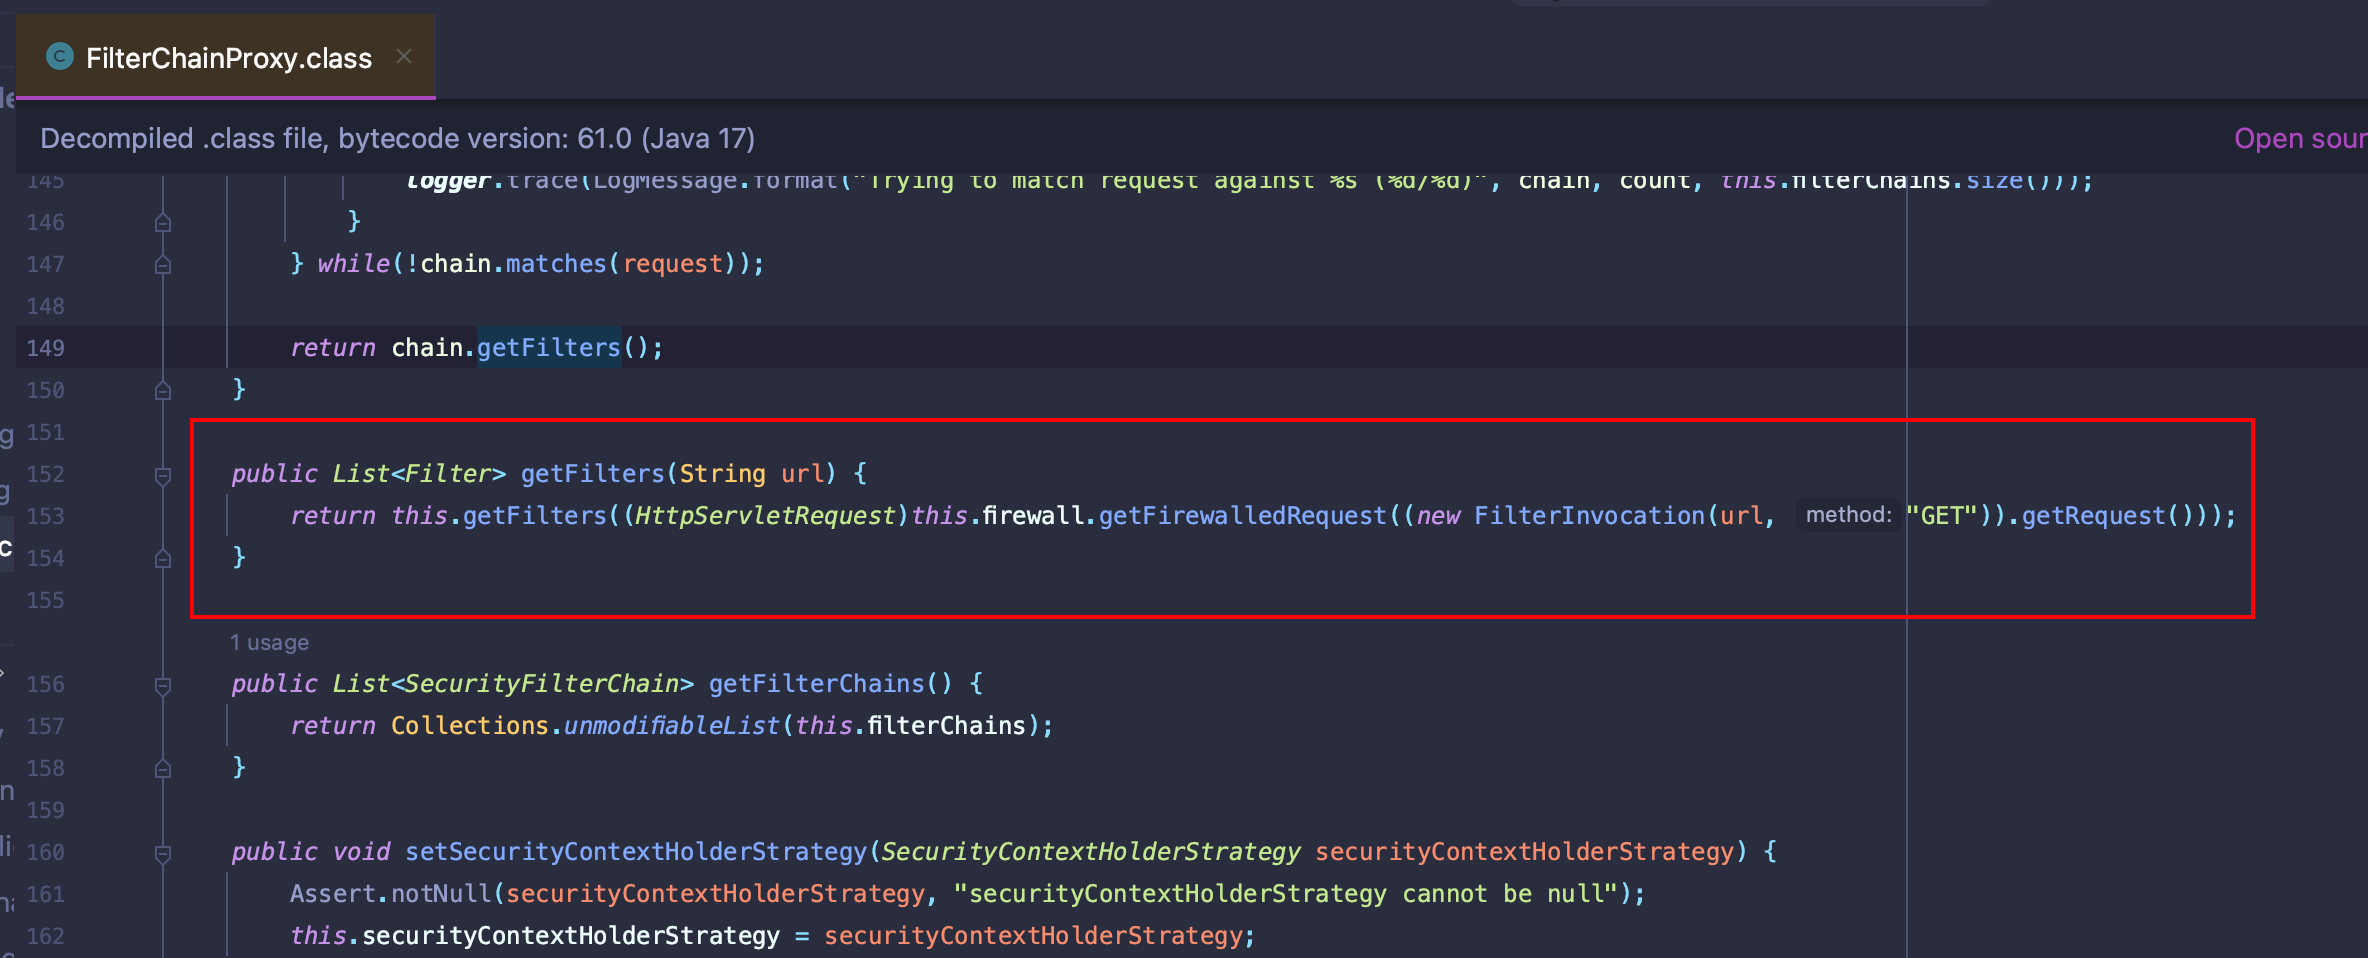 FilterChainProxy.class
Decompiled .class file, bytecode version: 61.0 (Java 17)
Open sour
145 logger.trace(LogMessage.format("Trying to match request against %s (%d/%d)", chain, count, this.filterChains.size()));
146 }
147 } while(!chain.matches(request));
148
149 return chain.getFilters();
150 }
151
152 public List<Filter> getFilters(String url) {
153 return this.getFilters((HttpServletRequest)this.firewall.getFirewalledRequest((new FilterInvocation(url, method: "GET")).getRequest()));
154 }
155
1 usage
156 public List<SecurityFilterChain> getFilterChains() {
157 return Collections.unmodifiableList(this.filterChains);
158 }
159
160 public void setSecurityContextHolderStrategy(SecurityContextHolderStrategy securityContextHolderStrategy) {
161 Assert.notNull(securityContextHolderStrategy, "securityContextHolderStrategy cannot be null");
162 this.securityContextHolderStrategy = securityContextHolderStrategy;